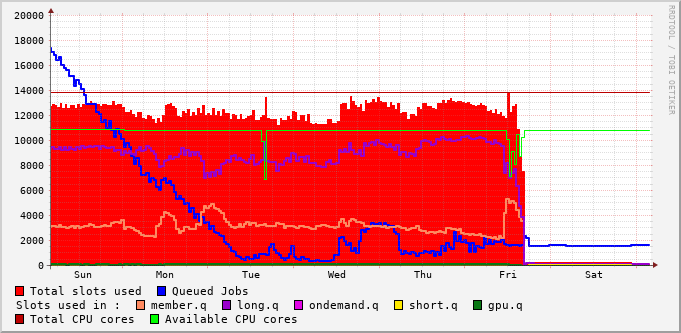 20000
18000
16000
14000
12000
10000
8000
6000
4000
2000
0
Sun Mon Tue Wed Thu Fri Sat
RRDTOOL / TOBI OETIKER
Total slots used Queued Jobs
Slots used in : member.q long.q ondemand.q short.q gpu.q
Total CPU cores Available CPU cores